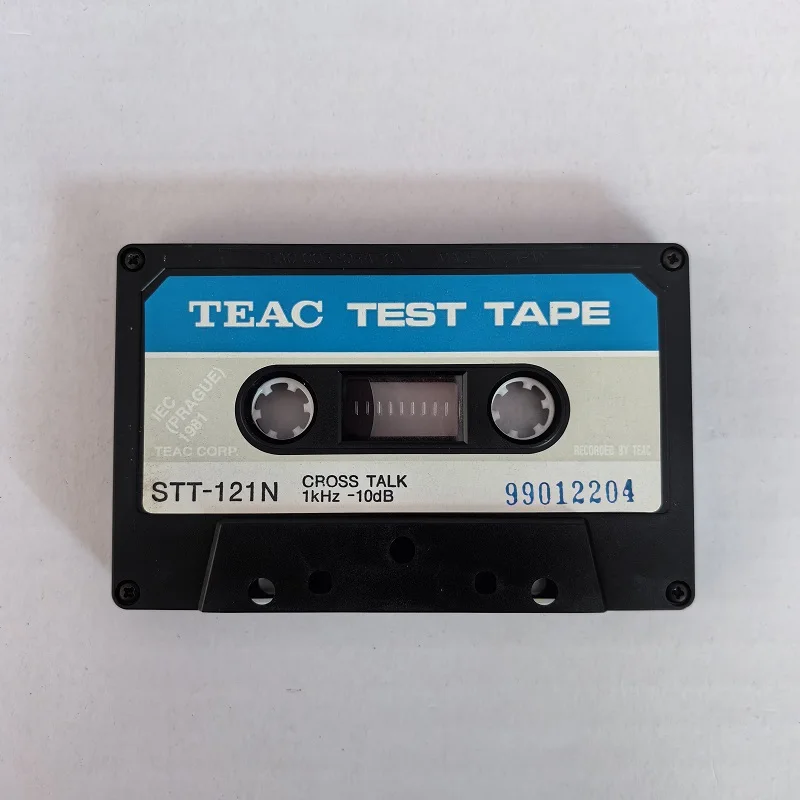 TEAC TEST TAPE
IEC
(PRAGUE)
1981
TEAC CORP.
RECORDED BY TEAC
STT-121N
CROSS TALK
1kHz -10dB
99012204